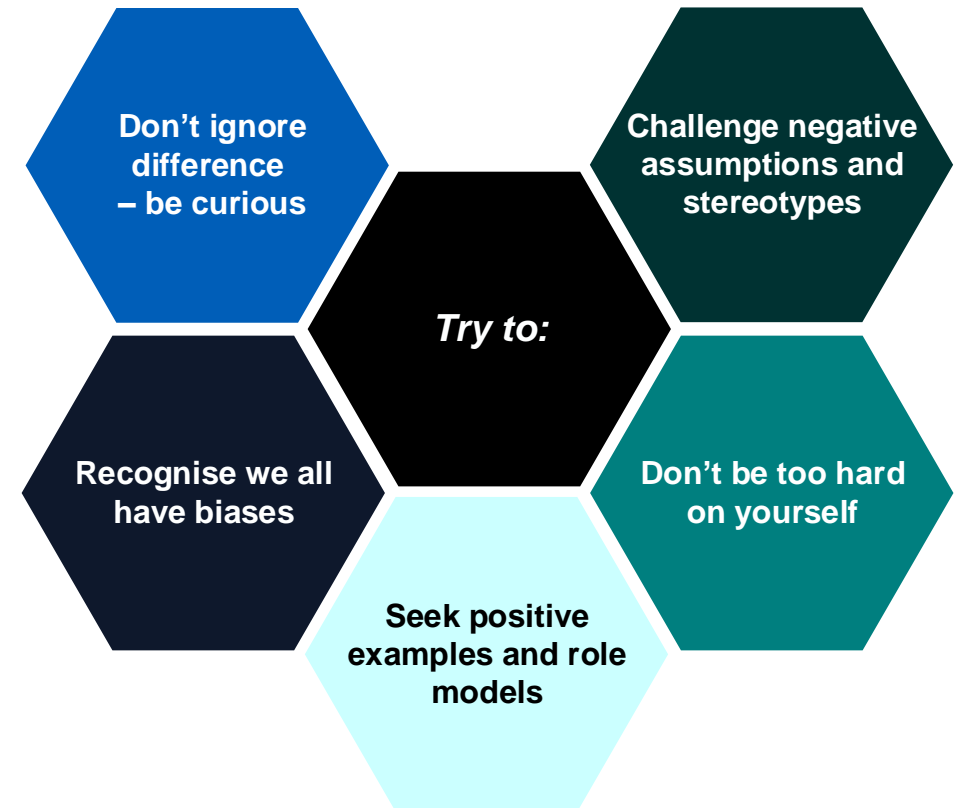 Don’t ignore
difference
– be curious
Challenge negative
assumptions and
stereotypes
Try to:
Recognise we all
have biases
Don’t be too hard
on yourself
Seek positive
examples and role
models